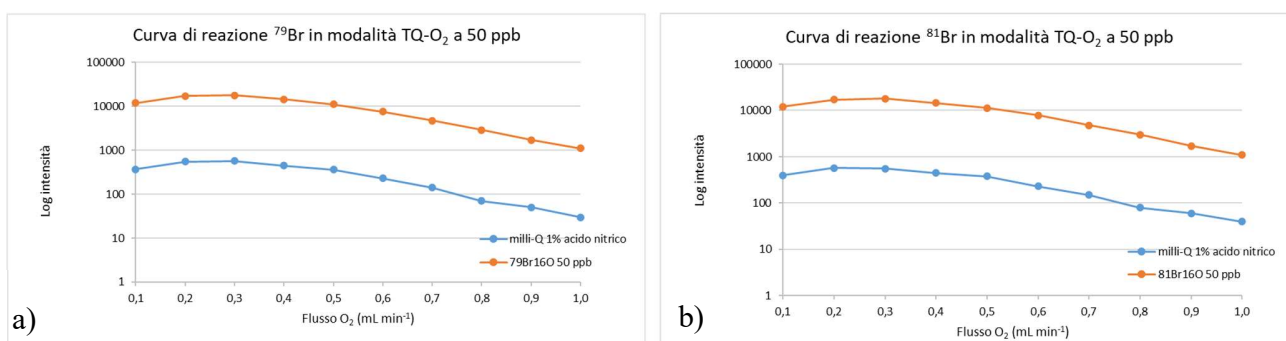 Curva di reazione ⁷⁹Br in modalità TQ-O₂ a 50 ppb
100000
10000
1000
100
10
1
Log intensità
milli-Q 1% acido nitrico
79Br16O 50 ppb
0,1 0,2 0,3 0,4 0,5 0,6 0,7 0,8 0,9 1,0
Flusso O₂ (mL min⁻¹)
a)
Curva di reazione ⁸¹Br in modalità TQ-O₂ a 50 ppb
100000
10000
1000
100
10
1
Log intensità
milli-Q 1% acido nitrico
81Br16O 50 ppb
0,1 0,2 0,3 0,4 0,5 0,6 0,7 0,8 0,9 1,0
Flusso O₂ (mL min⁻¹)
b)